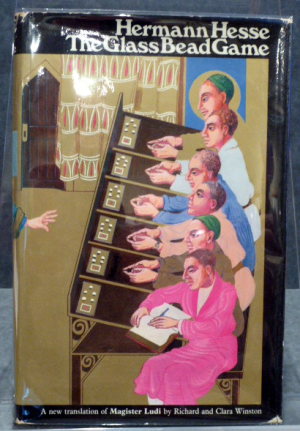 Hermann Hesse
The Glass Bead Game
A new translation of Magister Ludi by Richard and Clara Winston